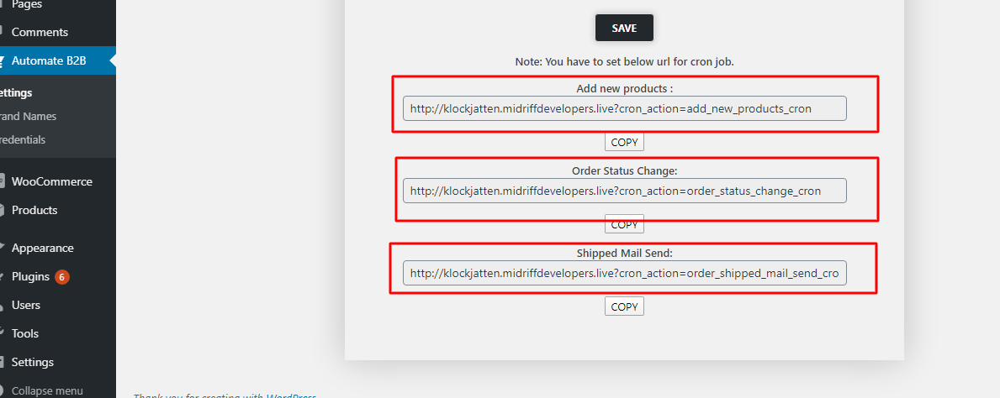 Pages
Comments
Automate B2B
ettings
rand Names
redentials
WooCommerce
Products
Appearance
Plugins 6
Users
Tools
Settings
Collapse menu
SAVE
Note: You have to set below url for cron job.
Add new products :
http://klockjatten.midriffdevelopers.live?cron_action=add_new_products_cron
COPY
Order Status Change:
http://klockjatten.midriffdevelopers.live?cron_action=order_status_change_cron
COPY
Shipped Mail Send:
http://klockjatten.midriffdevelopers.live?cron_action=order_shipped_mail_send_cro
COPY
Thank you for creating with WordPress